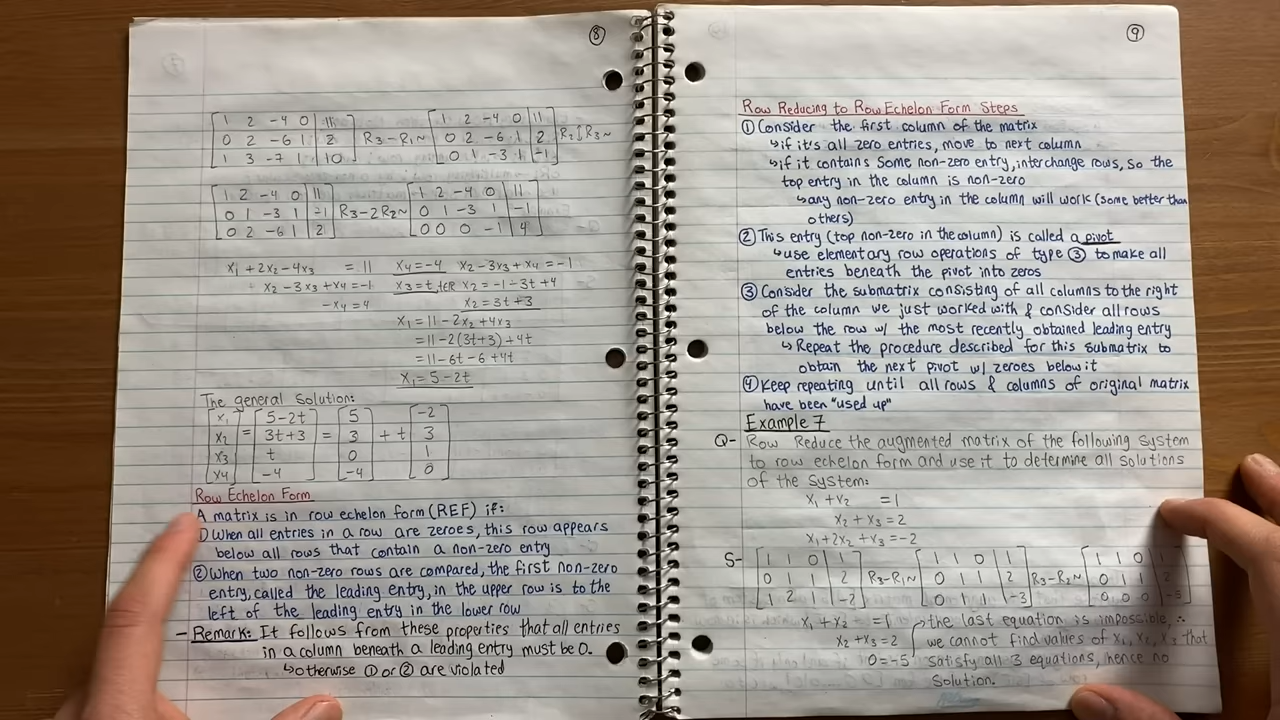 8
[1 2 -4 0 | 11] [1 2 -4 0 | 11]
[0 2 -6 1 | 2] R3-R1~ [0 2 -6 1 | 2] R2↕R3~
[1 3 -7 1 | 10] [0 1 -3 1 | -1]
[1 2 -4 0 | 11] [1 2 -4 0 | 11]
[0 1 -3 1 | -1] R3-2R2~ [0 1 -3 1 | -1]
[0 2 -6 1 | 2] [0 0 0 -1 | 4]
x1+2x2-4x3 =11 x4=-4 x2-3x3+x4=-1
x2-3x3+x4=-1 x3=t, t∈R x2=-1+3t+4
-x4=4 x2=3t+3
x1=11-2x2+4x3
=11-2(3t+3)+4t
=11-6t-6+4t
x1=5-2t
The general solution:
[x1] [5-2t] [5] [-2]
[x2] = [3t+3] = [3] + t [3]
[x3] [t] [0] [1]
[x4] [-4] [-4] [0]
Row Echelon Form
A matrix is in row echelon form (REF) if:
① When all entries in a row are zeroes, this row appears
below all rows that contain a non-zero entry
② When two non-zero rows are compared, the first non-zero
entry, called the leading entry, in the upper row is to the
left of the leading entry in the lower row
- Remark: It follows from these properties that all entries
in a column beneath a leading entry must be 0.
↳otherwise ① or ② are violated
9
Row Reducing to Row Echelon Form Steps
① Consider the first column of the matrix
↳if it's all zero entries, move to next column
↳if it contains some non-zero entry, interchange rows, so the
top entry in the column is non-zero
↳any non-zero entry in the column will work (some better than
others)
② This entry (top non-zero in the column) is called a pivot
↳use elementary row operations of type ③ to make all
entries beneath the pivot into zeros
③ Consider the submatrix consisting of all columns to the right
of the column we just worked with & consider all rows
below the row w/ the most recently obtained leading entry
↳ Repeat the procedure described for this submatrix to
obtain the next pivot w/ zeroes below it
④ Keep repeating until all rows & columns of original matrix
have been "used up"
Example 7
Q- Row Reduce the augmented matrix of the following system
to row echelon form and use it to determine all solutions
of the system:
x1+x2 =1
x2+x3=2
x1+2x2+x3=-2
S- [1 1 0 | 1] [1 1 0 | 1] [1 1 0 | 1]
[0 1 1 | 2] R3-R1~ [0 1 1 | 2] R3-R2~ [0 1 1 | 2]
[1 2 1 | -2] [0 1 1 | -3] [0 0 0 | -5]
x1+x2 =1 the last equation is impossible, ∴
x2+x3=2 we cannot find values of x1, x2, x3 that
0=-5 satisfy all 3 equations, hence no
solution.